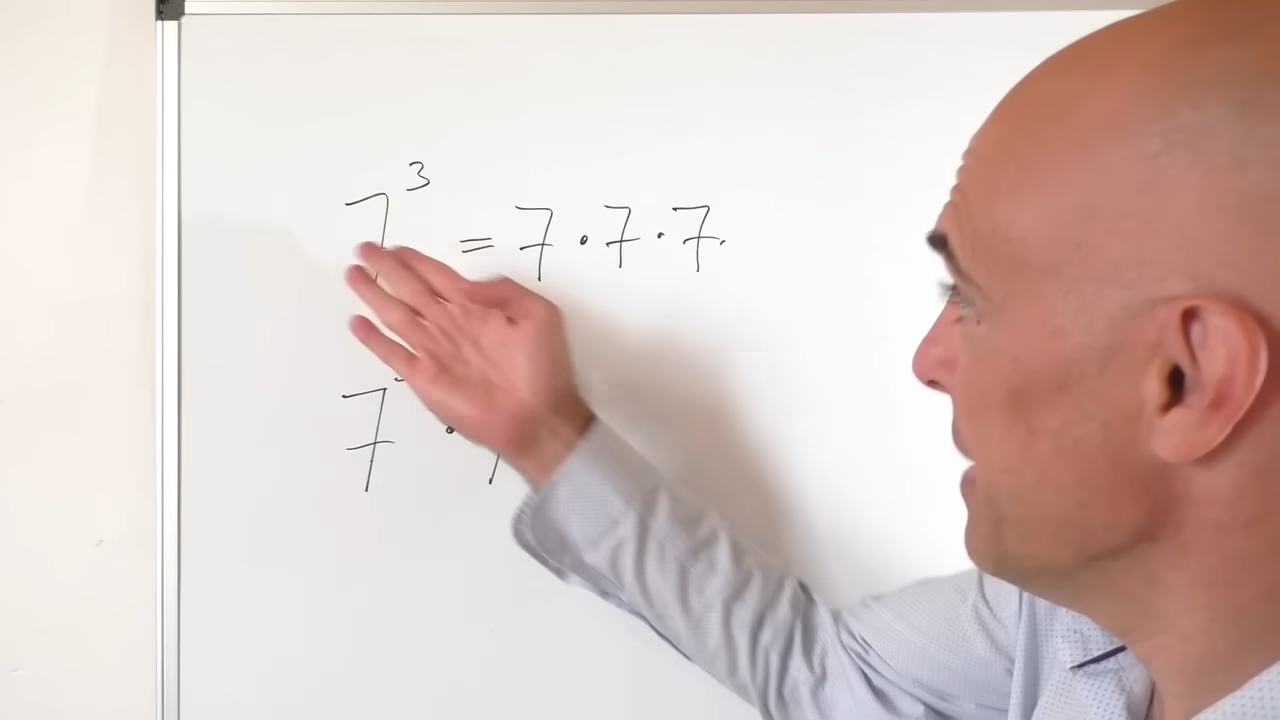 7³ = 7 · 7 · 7.
7 ·